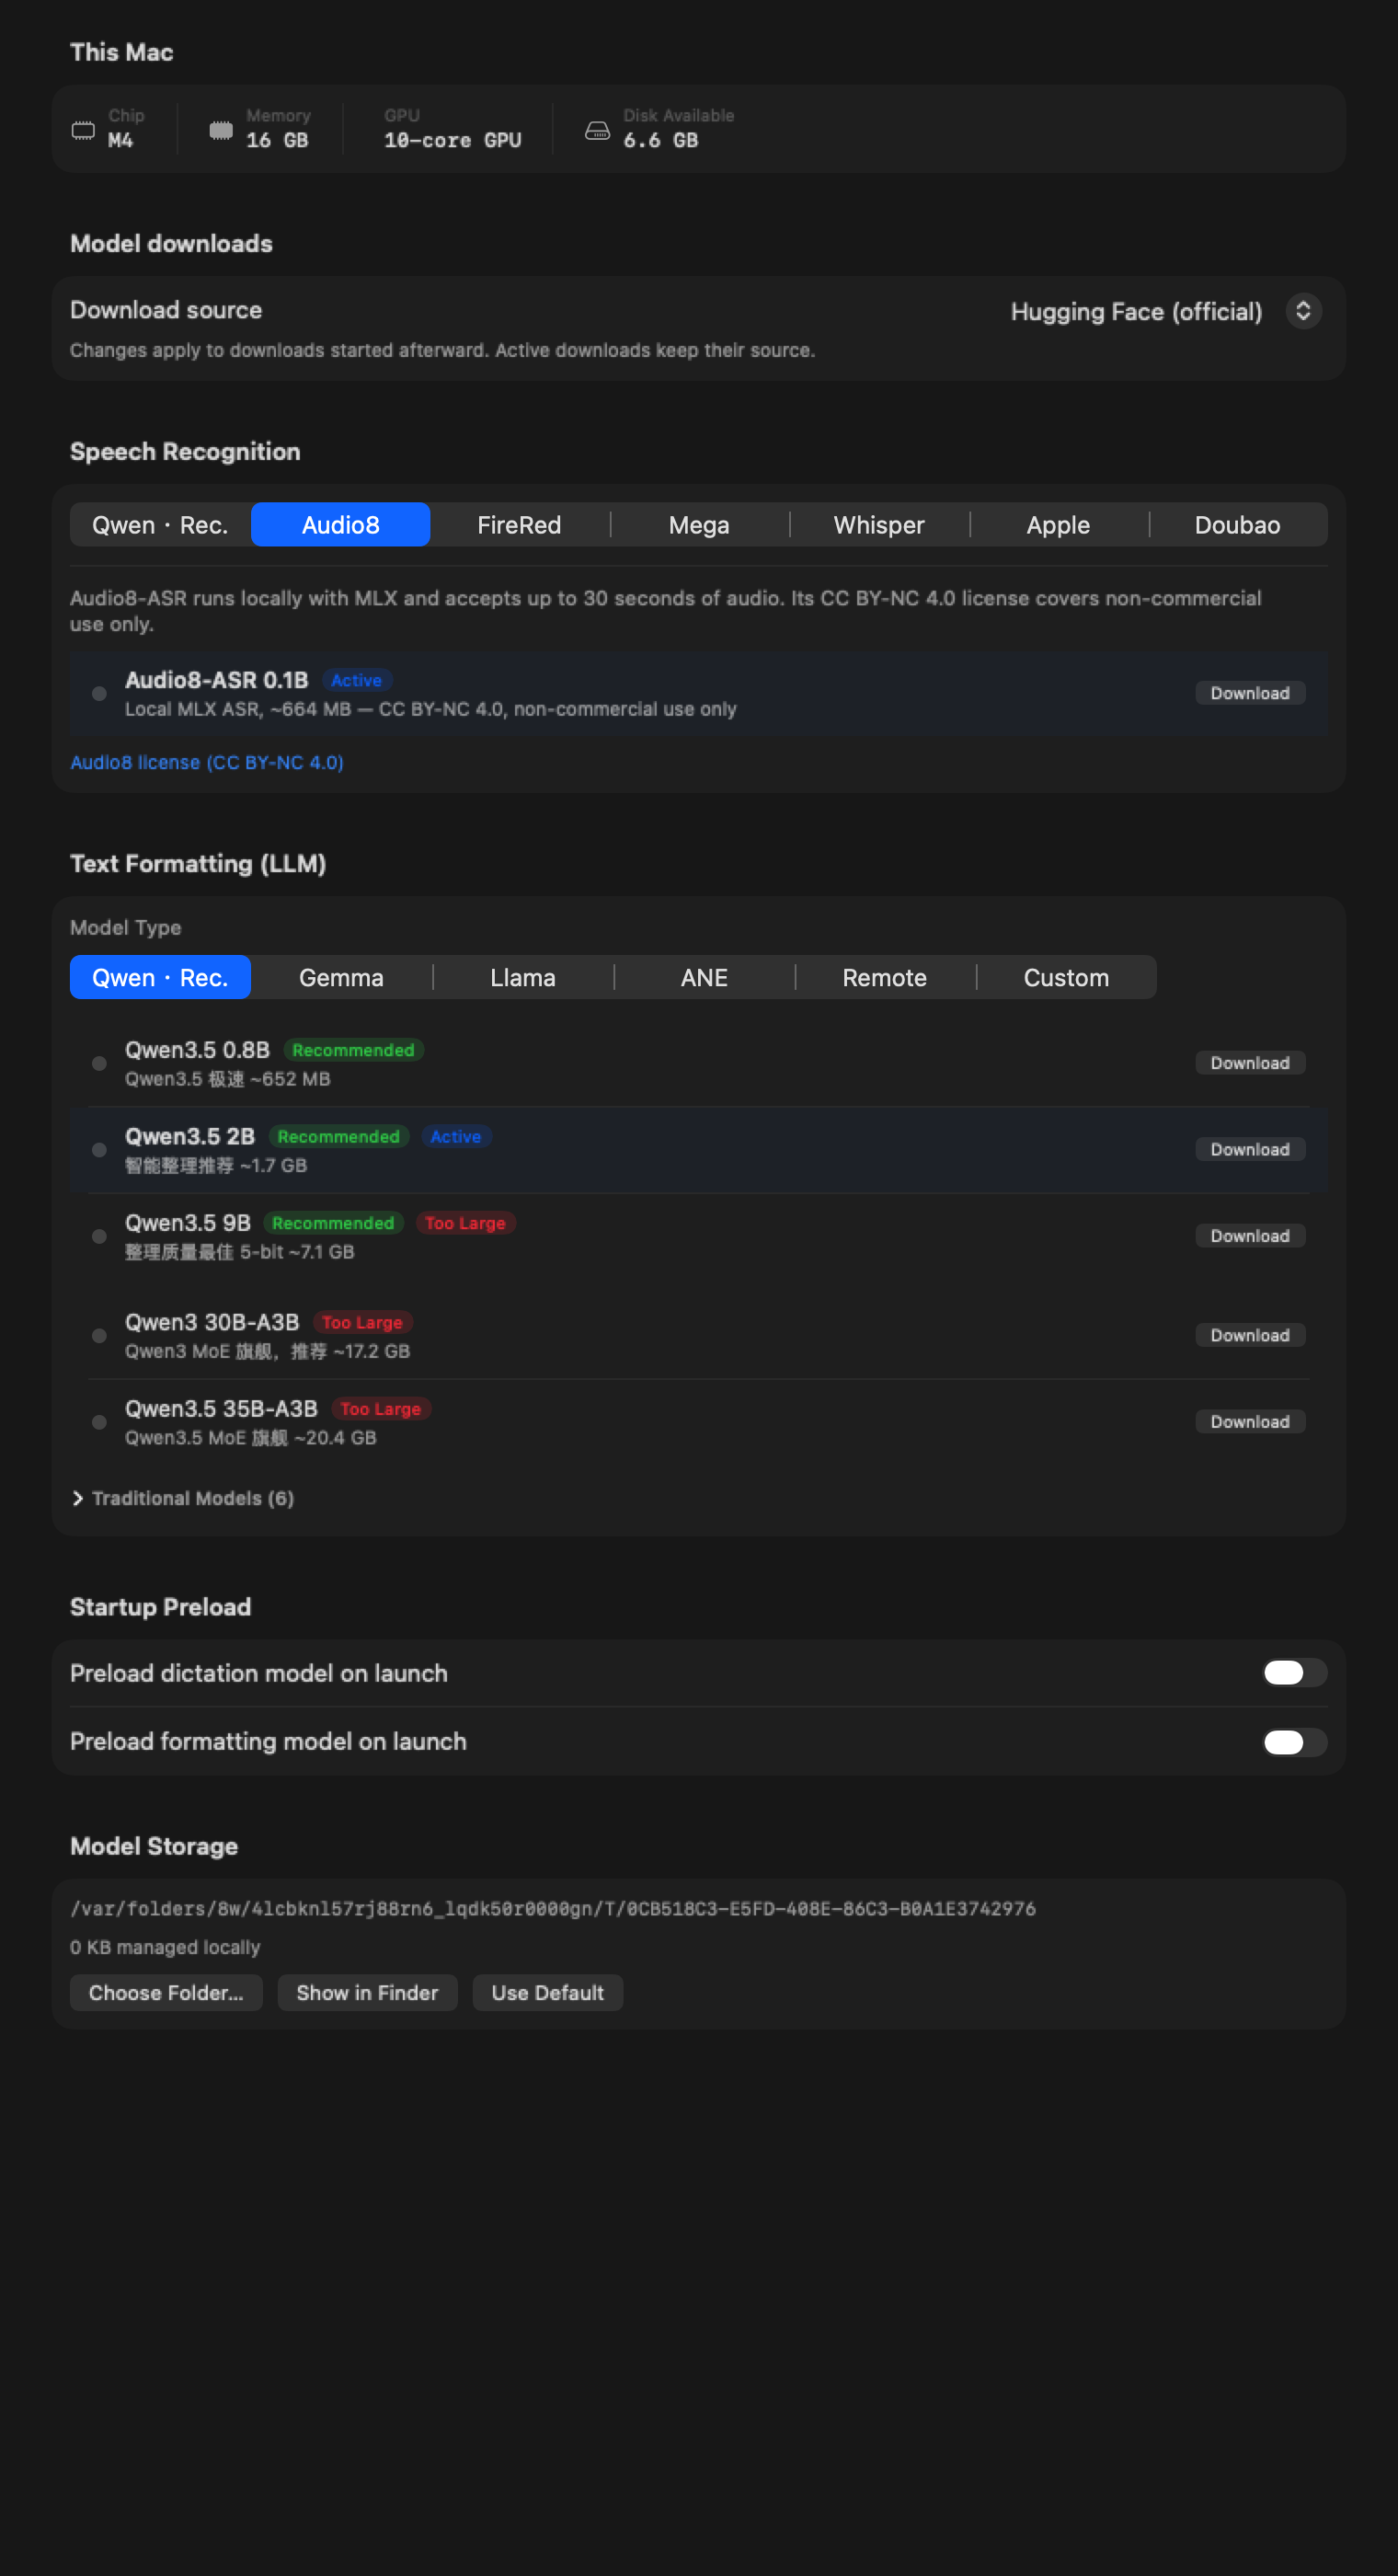 This Mac
Chip
M4
Memory
16 GB
GPU
10-core GPU
Disk Available
6.6 GB
Model downloads
Download source
Hugging Face (official)
Changes apply to downloads started afterward. Active downloads keep their source.
Speech Recognition
Qwen · Rec.
Audio8
FireRed
Mega
Whisper
Apple
Doubao
Audio8-ASR runs locally with MLX and accepts up to 30 seconds of audio. Its CC BY-NC 4.0 license covers non-commercial
use only.
Audio8-ASR 0.1B Active
Local MLX ASR, ~664 MB — CC BY-NC 4.0, non-commercial use only
Download
Audio8 license (CC BY-NC 4.0)
Text Formatting (LLM)
Model Type
Qwen · Rec.
Gemma
Llama
ANE
Remote
Custom
Qwen3.5 0.8B Recommended
Qwen3.5 极速 ~652 MB
Download
Qwen3.5 2B Recommended Active
智能整理推荐 ~1.7 GB
Download
Qwen3.5 9B Recommended Too Large
整理质量最佳 5-bit ~7.1 GB
Download
Qwen3 30B-A3B Too Large
Qwen3 MoE 旗舰，推荐 ~17.2 GB
Download
Qwen3.5 35B-A3B Too Large
Qwen3.5 MoE 旗舰 ~20.4 GB
Download
Traditional Models (6)
Startup Preload
Preload dictation model on launch
Preload formatting model on launch
Model Storage
/var/folders/8w/4lcbknl57rj88rn6_lqdk50r0000gn/T/0CB518C3-E5FD-408E-86C3-B0A1E3742976
0 KB managed locally
Choose Folder...
Show in Finder
Use Default